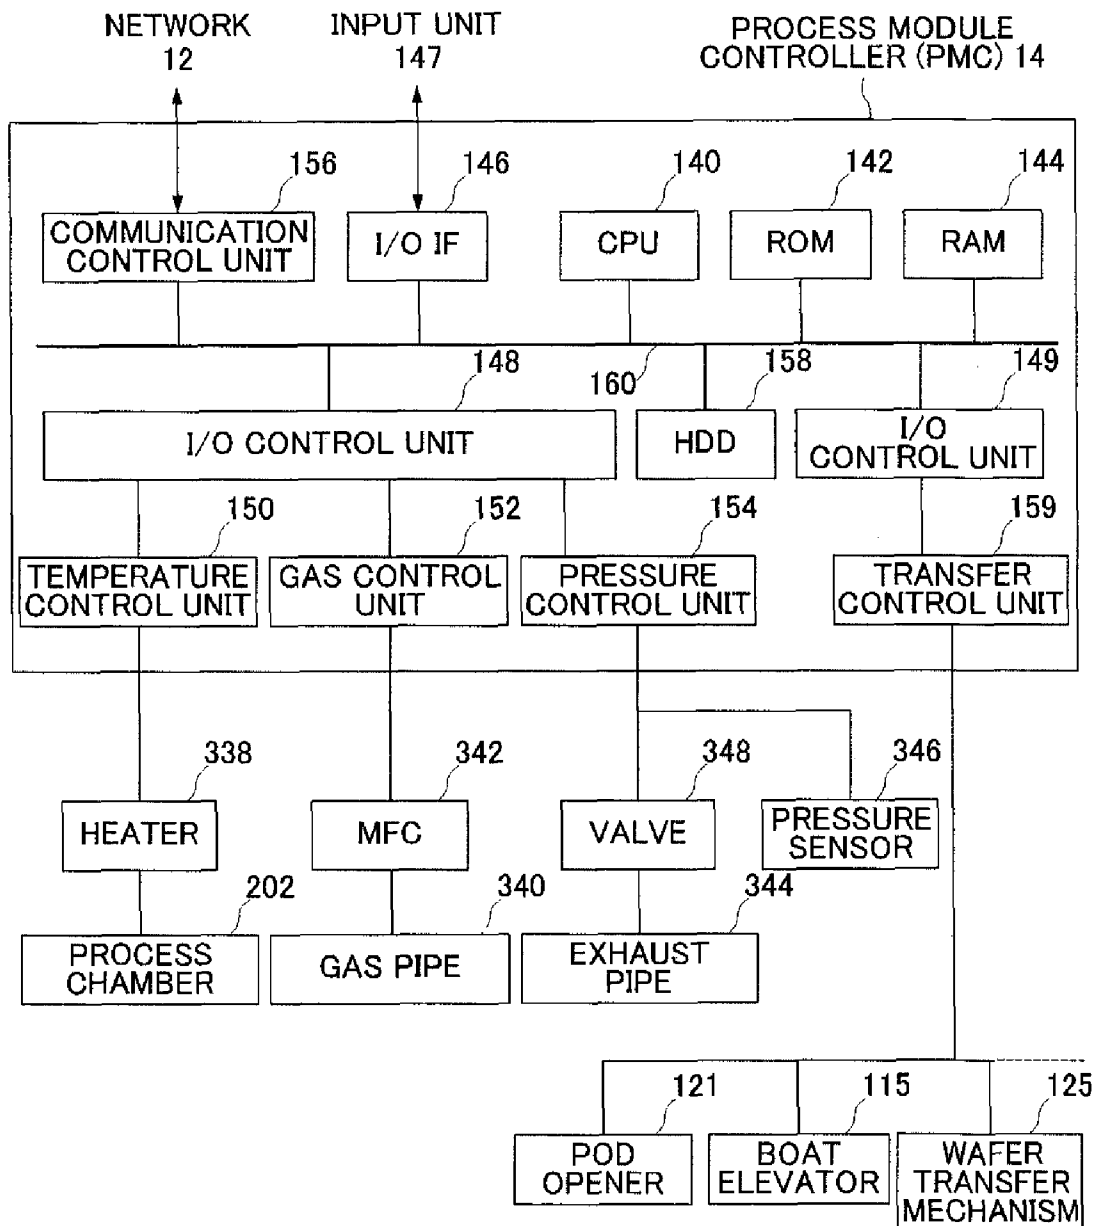 NETWORK
12
INPUT UNIT
147
PROCESS MODULE
CONTROLLER (PMC) 14
156
146
140
142
144
COMMUNICATION
CONTROL UNIT
I/O IF
CPU
ROM
RAM
148
160
158
149
I/O CONTROL UNIT
HDD
I/O
CONTROL UNIT
150
152
154
159
TEMPERATURE
CONTROL UNIT
GAS CONTROL
UNIT
PRESSURE
CONTROL UNIT
TRANSFER
CONTROL UNIT
338
342
348
346
HEATER
MFC
VALVE
PRESSURE
SENSOR
202
340
344
PROCESS
CHAMBER
GAS PIPE
EXHAUST
PIPE
121
115
125
POD
OPENER
BOAT
ELEVATOR
WAFER
TRANSFER
MECHANISM